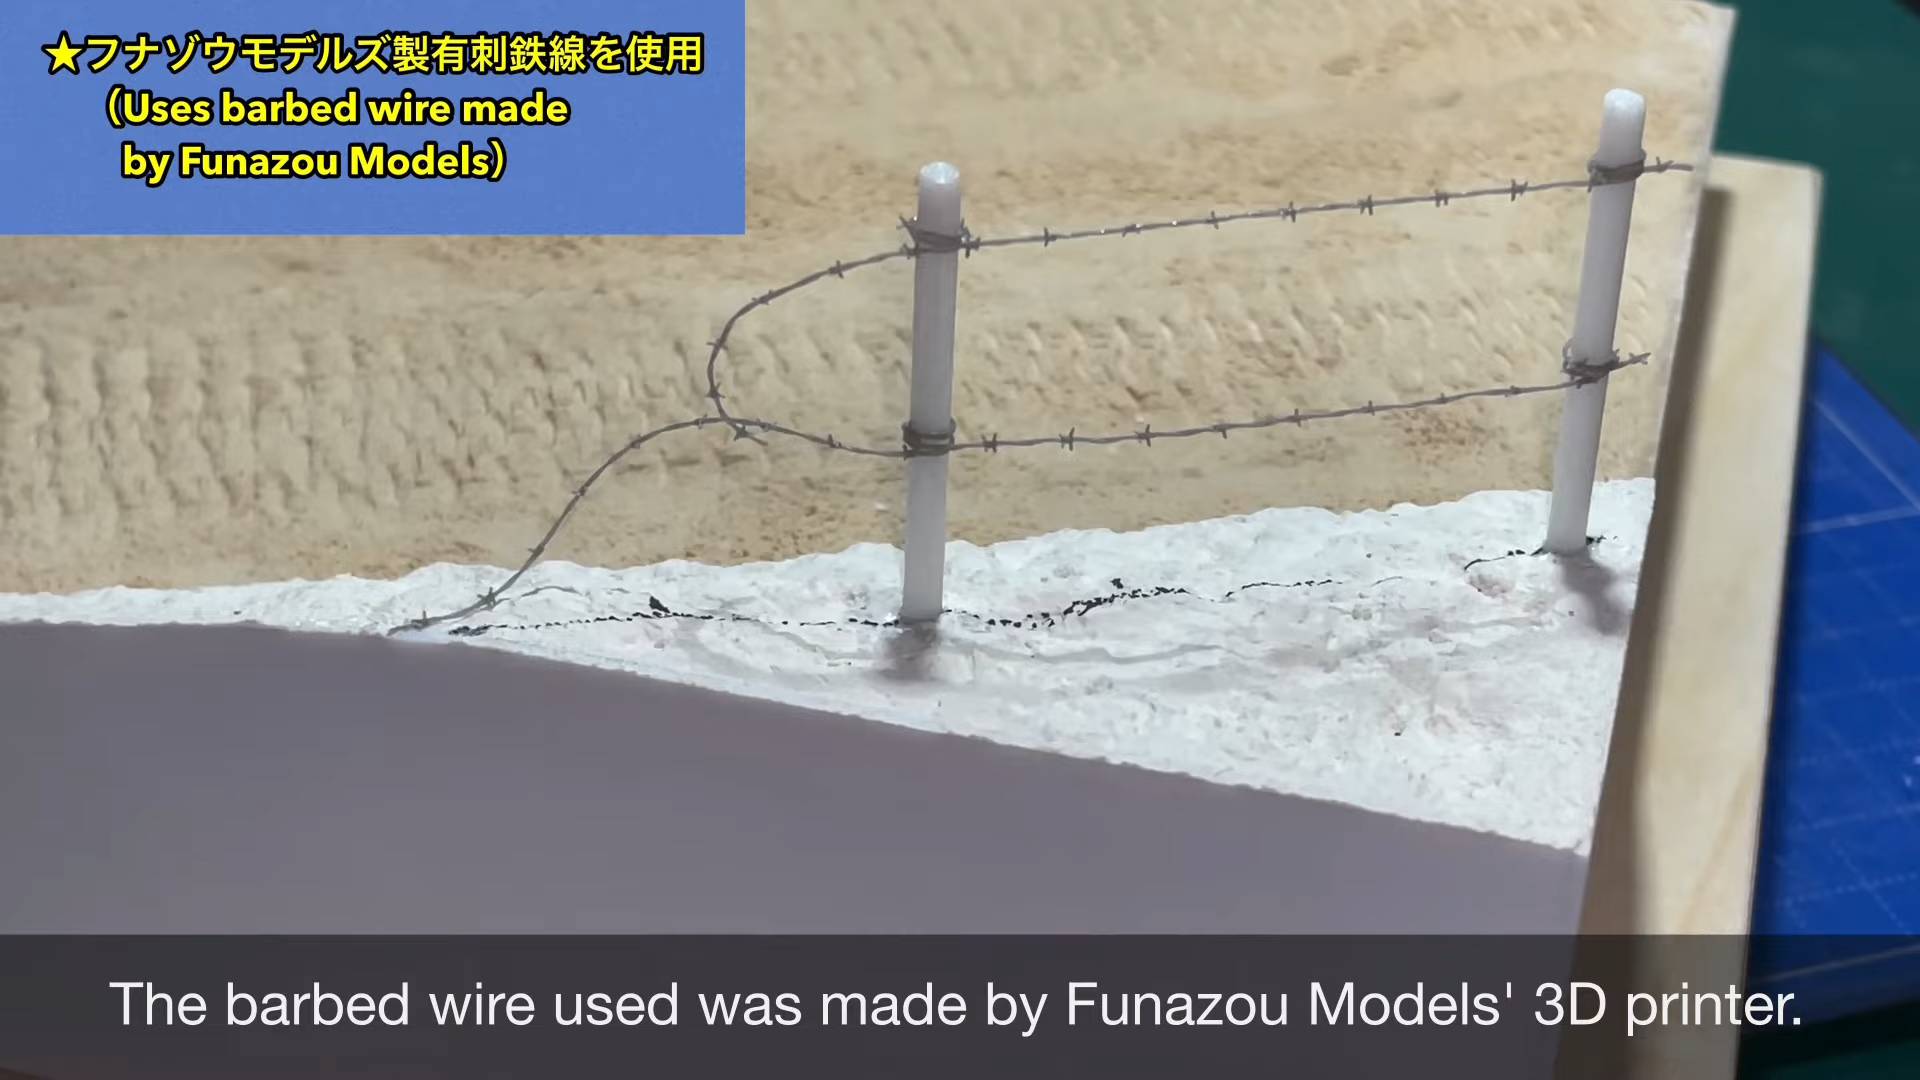 ★フナゾウモデルズ製有刺鉄線を使用
（Uses barbed wire made
by Funazou Models）
The barbed wire used was made by Funazou Models' 3D printer.